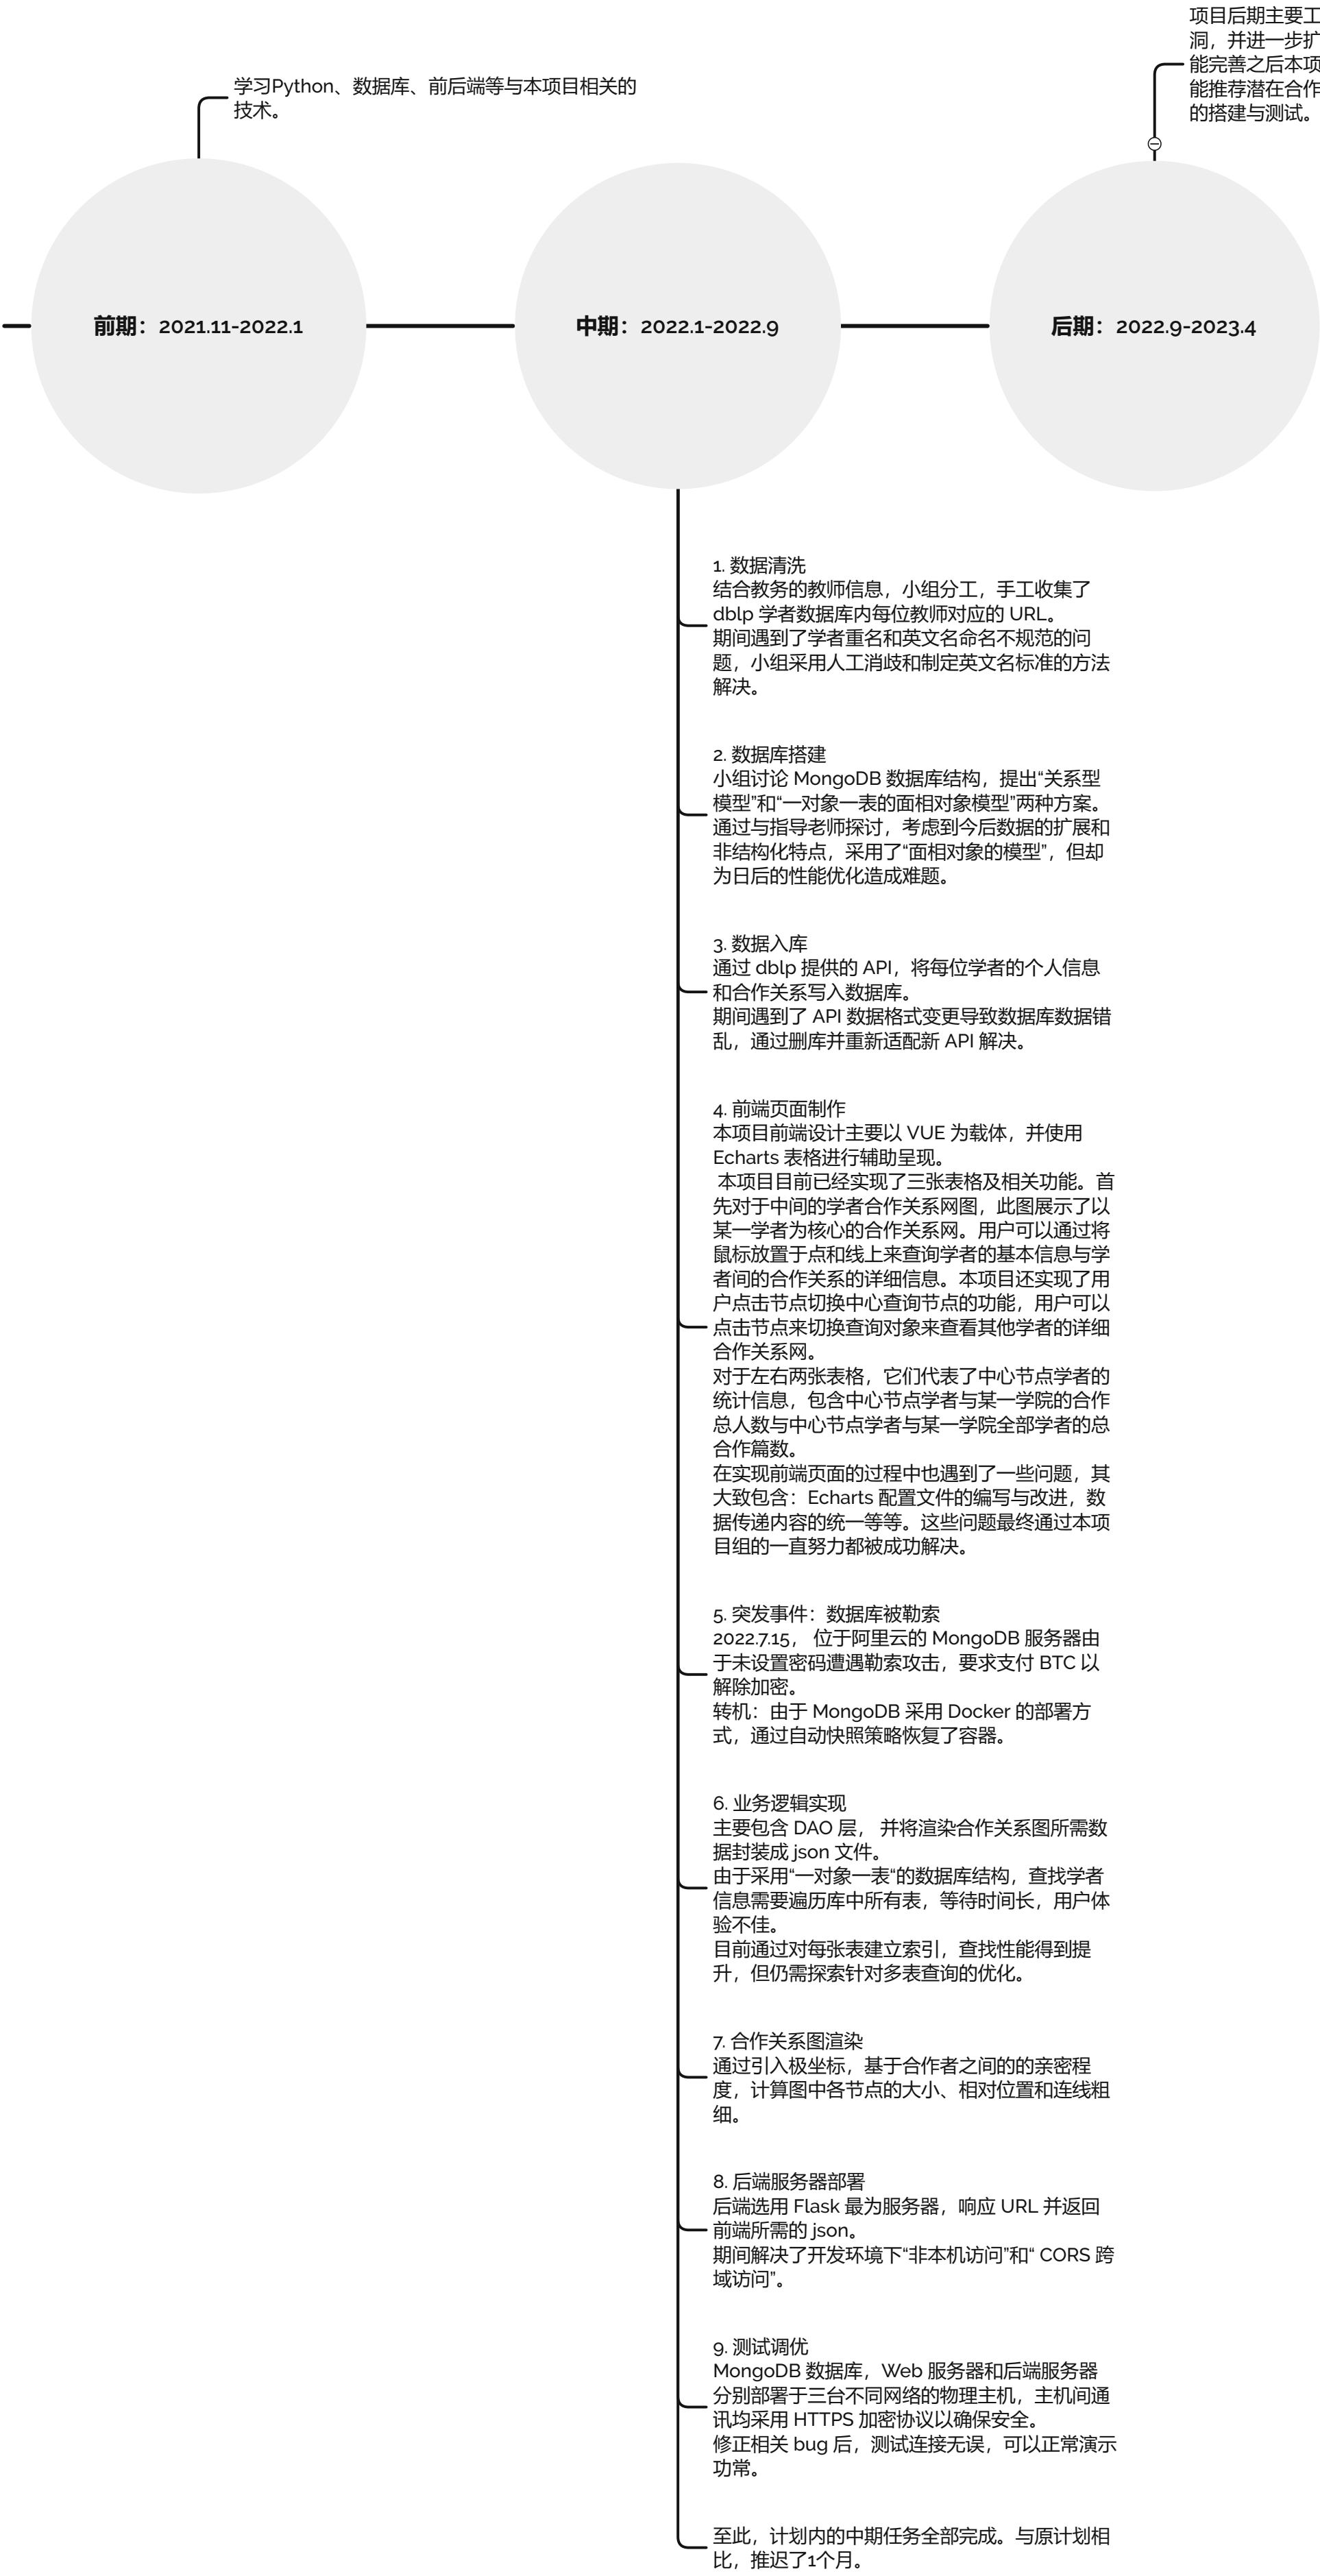 项目后期主要工
洞，并进一步扩
能完善之后本项
能推荐潜在合作
的搭建与测试。
学习Python、数据库、前后端等与本项目相关的
技术。
前期：2021.11-2022.1
中期：2022.1-2022.9
后期：2022.9-2023.4
1. 数据清洗
结合教务的教师信息，小组分工，手工收集了
dblp 学者数据库内每位教师对应的 URL。
期间遇到了学者重名和英文名命名不规范的问
题，小组采用人工消歧和制定英文名标准的方法
解决。
2. 数据库搭建
小组讨论 MongoDB 数据库结构，提出“关系型
模型”和“一对象一表的面相对象模型”两种方案。
通过与指导老师探讨，考虑到今后数据的扩展和
非结构化特点，采用了“面相对象的模型”，但却
为日后的性能优化造成难题。
3. 数据入库
通过 dblp 提供的 API，将每位学者的个人信息
和合作关系写入数据库。
期间遇到了 API 数据格式变更导致数据库数据错
乱，通过删库并重新适配新 API 解决。
4. 前端页面制作
本项目前端设计主要以 VUE 为载体，并使用
Echarts 表格进行辅助呈现。
本项目目前已经实现了三张表格及相关功能。首
先对于中间的学者合作关系网图，此图展示了以
某一学者为核心的合作关系网。用户可以通过将
鼠标放置于点和线上来查询学者的基本信息与学
者间的合作关系的详细信息。本项目还实现了用
户点击节点切换中心查询节点的功能，用户可以
点击节点来切换查询对象来查看其他学者的详细
合作关系网。
对于左右两张表格，它们代表了中心节点学者的
统计信息，包含中心节点学者与某一学院的合作
总人数与中心节点学者与某一学院全部学者的总
合作篇数。
在实现前端页面的过程中也遇到了一些问题，其
大致包含：Echarts 配置文件的编写与改进，数
据传递内容的统一等等。这些问题最终通过本项
目组的一直努力都被成功解决。
5. 突发事件：数据库被勒索
2022.7.15， 位于阿里云的 MongoDB 服务器由
于未设置密码遭遇勒索攻击，要求支付 BTC 以
解除加密。
转机：由于 MongoDB 采用 Docker 的部署方
式，通过自动快照策略恢复了容器。
6. 业务逻辑实现
主要包含 DAO 层， 并将渲染合作关系图所需数
据封装成 json 文件。
由于采用“一对象一表“的数据库结构，查找学者
信息需要遍历库中所有表，等待时间长，用户体
验不佳。
目前通过对每张表建立索引，查找性能得到提
升，但仍需探索针对多表查询的优化。
7. 合作关系图渲染
通过引入极坐标，基于合作者之间的的亲密程
度，计算图中各节点的大小、相对位置和连线粗
细。
8. 后端服务器部署
后端选用 Flask 最为服务器，响应 URL 并返回
前端所需的 json。
期间解决了开发环境下“非本机访问”和“ CORS 跨
域访问”。
9. 测试调优
MongoDB 数据库，Web 服务器和后端服务器
分别部署于三台不同网络的物理主机，主机间通
讯均采用 HTTPS 加密协议以确保安全。
修正相关 bug 后，测试连接无误，可以正常演示
功常。
至此，计划内的中期任务全部完成。与原计划相
比，推迟了1个月。